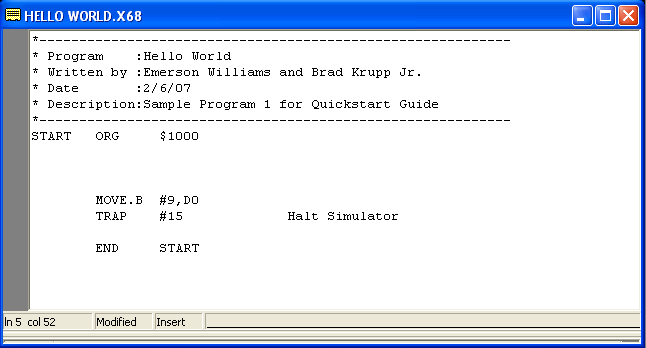 HELLO WORLD.X68
*-----------------------------------------------------------
* Program    :Hello World
* Written by :Emerson Williams and Brad Krupp Jr.
* Date       :2/6/07
* Description:Sample Program 1 for Quickstart Guide
*-----------------------------------------------------------
START   ORG     $1000
MOVE.B  #9,D0
TRAP    #15             Halt Simulator
END     START
ln 5 col 52 Modified Insert